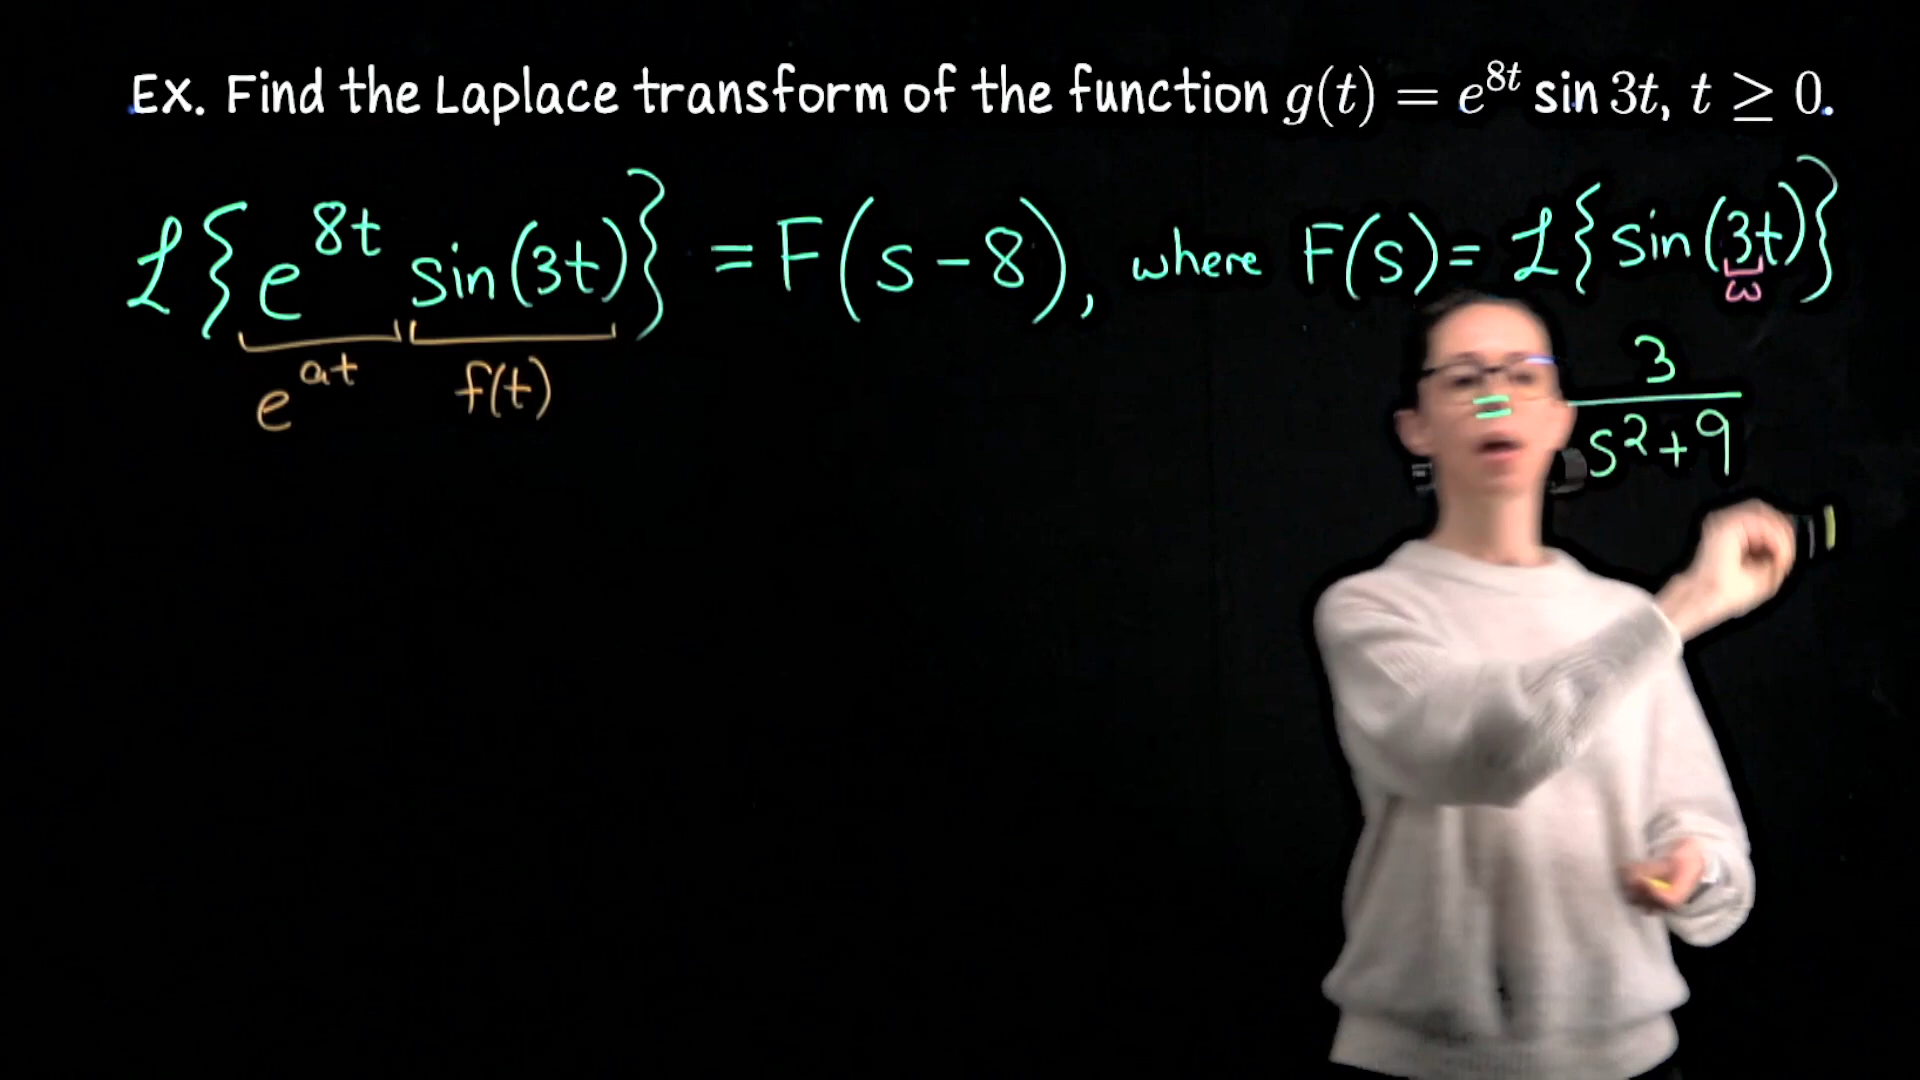 Ex. Find the Laplace transform of the function g(t) = e^{8t} sin 3t, t ≥ 0.
ℒ{e^{8t} sin(3t)} = F(s-8), where F(s) = ℒ{sin(3t)}
ω
e^{at} f(t)
= 3/(s²+9)